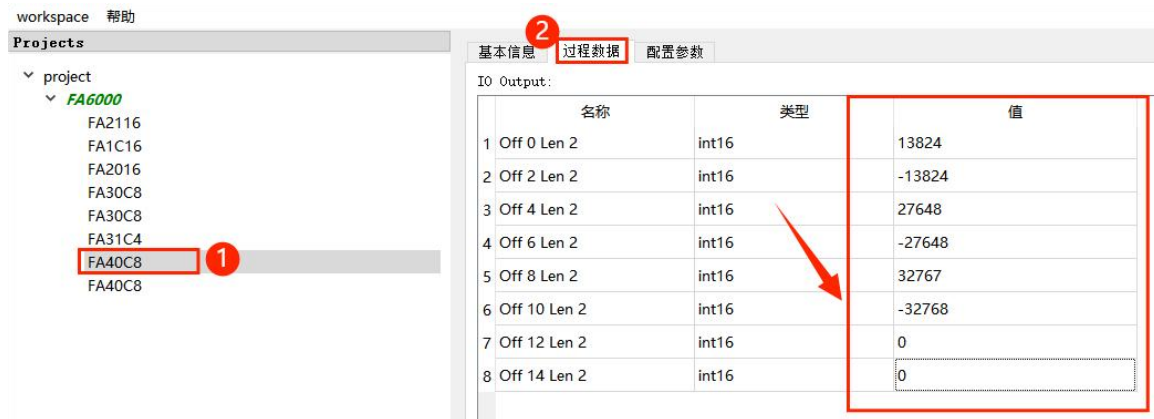 workspace 帮助
Projects
project
FA6000
FA2116
FA1C16
FA2016
FA30C8
FA30C8
FA31C4
FA40C8
FA40C8
1
2
基本信息 过程数据 配置参数
IO Output:
名称 类型 值
1 Off 0 Len 2 int16 13824
2 Off 2 Len 2 int16 -13824
3 Off 4 Len 2 int16 27648
4 Off 6 Len 2 int16 -27648
5 Off 8 Len 2 int16 32767
6 Off 10 Len 2 int16 -32768
7 Off 12 Len 2 int16 0
8 Off 14 Len 2 int16 0